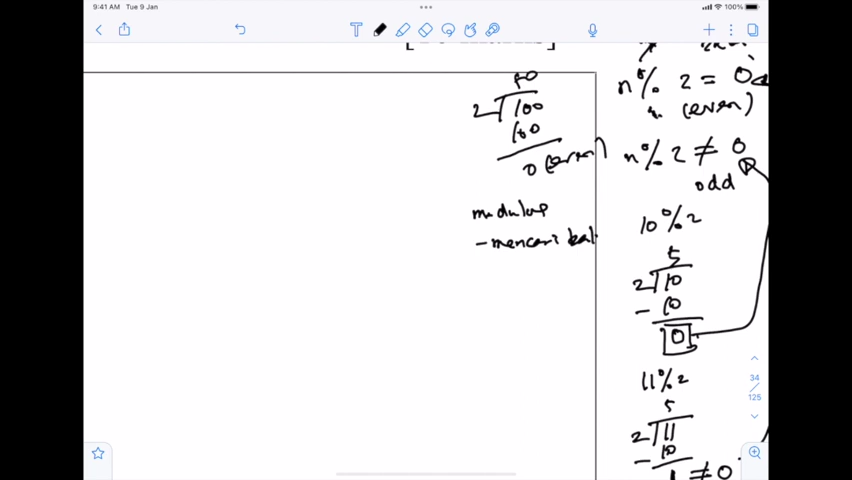 9:41 AM Tue 9 Jan
100%
50
2 100
100
0 (even)
modulus
- mencari
n % 2 = 0
(even)
n % 2 ≠ 0
odd
10 % 2
5
2 10
- 10
0
11 % 2
5
2 11
- 10
1 ≠ 0
34
/
125